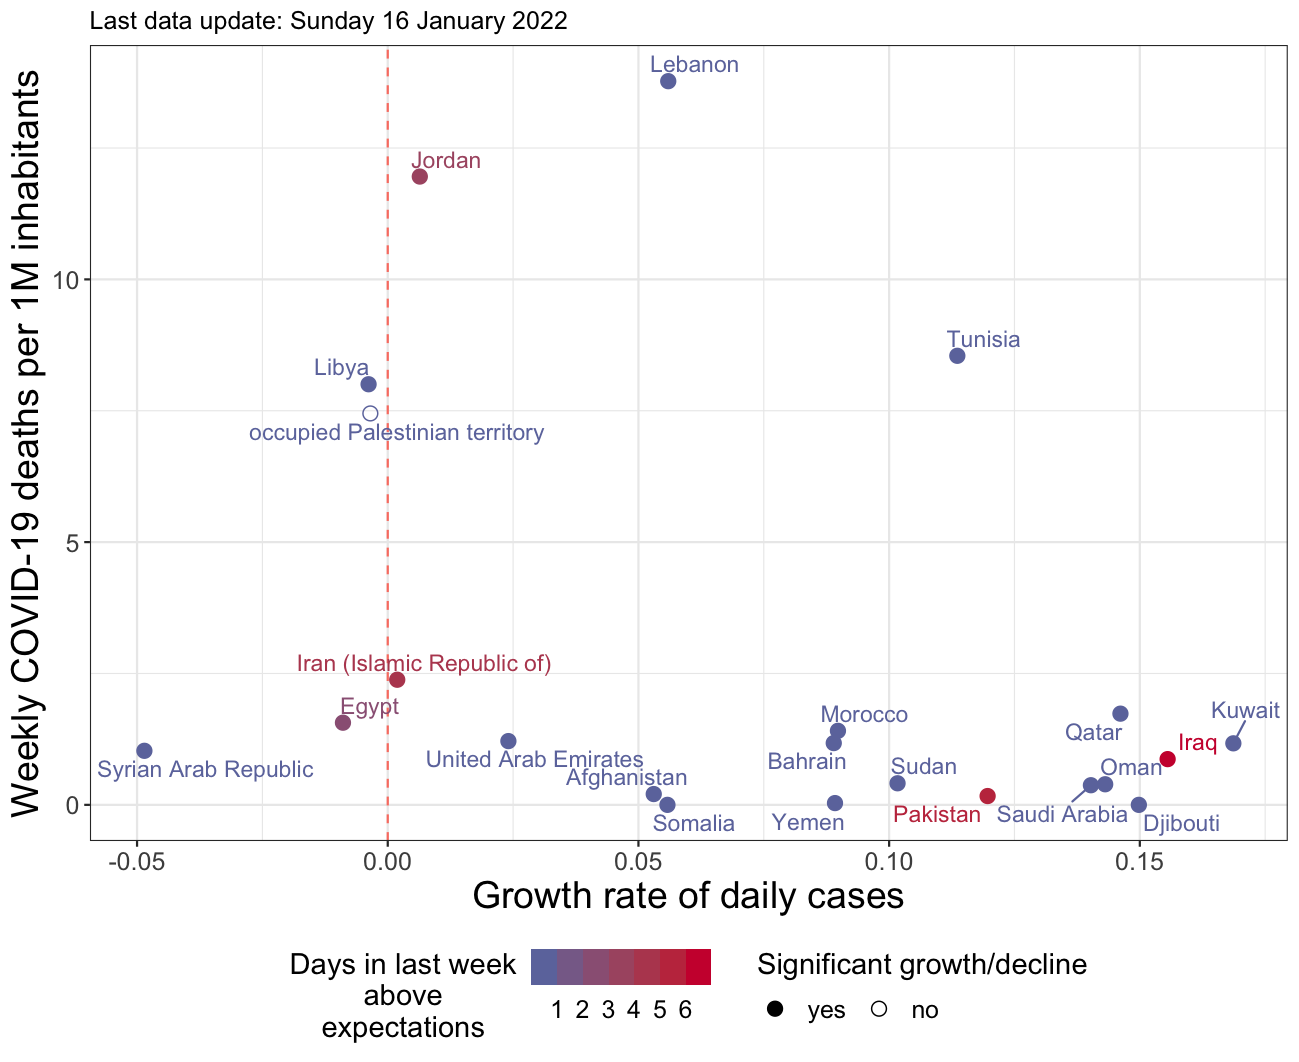 Last data update: Sunday 16 January 2022
Weekly COVID-19 deaths per 1M inhabitants
Lebanon
Jordan
10
Tunisia
Libya
occupied Palestinian territory
5
Iran (Islamic Republic of)
Egypt
Morocco
Kuwait
Qatar
Iraq
United Arab Emirates
Bahrain
Syrian Arab Republic
Afghanistan
Sudan
Oman
0
Somalia
Yemen
Pakistan
Saudi Arabia
Djibouti
-0.05 0.00 0.05 0.10 0.15
Growth rate of daily cases
Days in last week
above
expectations
1 2 3 4 5 6
Significant growth/decline
yes no